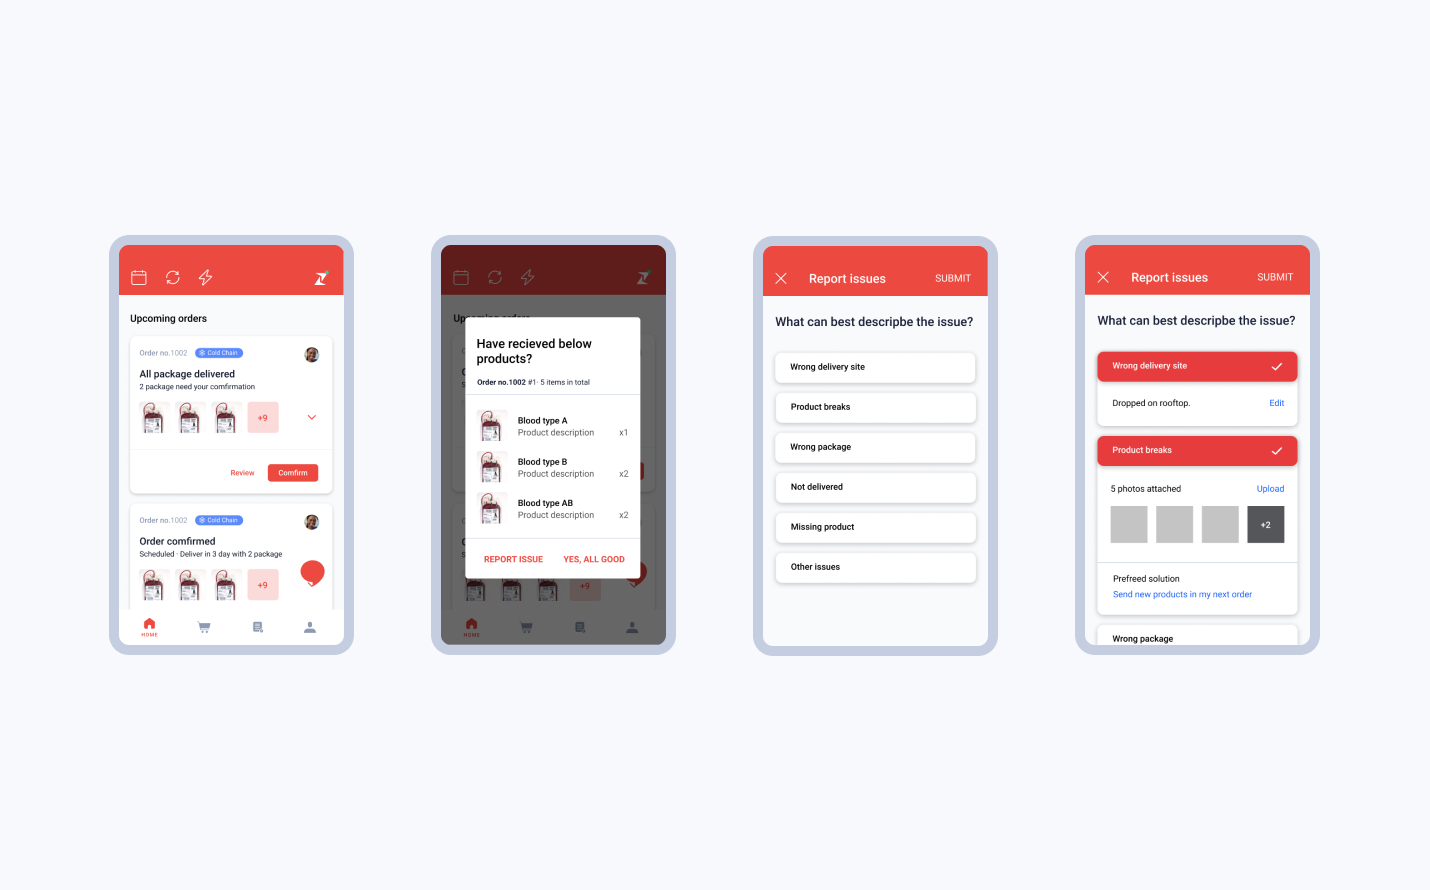 Upcoming orders
Order no.1002 Cold Chain
All package delivered
2 package need your comfirmation
+9
Review Comfirm
Order no.1002 Cold Chain
Order comfirmed
Scheduled · Deliver in 3 day with 2 package
+9
HOME
Upcoming orders
Have recieved below
products?
Order no.1002 #1· 5 items in total
Blood type A
Product description x1
Blood type B
Product description x2
Blood type AB
Product description x2
REPORT ISSUE YES, ALL GOOD
+9
HOME
Report issues SUBMIT
What can best descripbe the issue?
Wrong delivery site
Product breaks
Wrong package
Not delivered
Missing product
Other issues
Report issues SUBMIT
What can best descripbe the issue?
Wrong delivery site
Dropped on rooftop. Edit
Product breaks
5 photos attached Upload
+2
Prefreed solution
Send new products in my next order
Wrong package